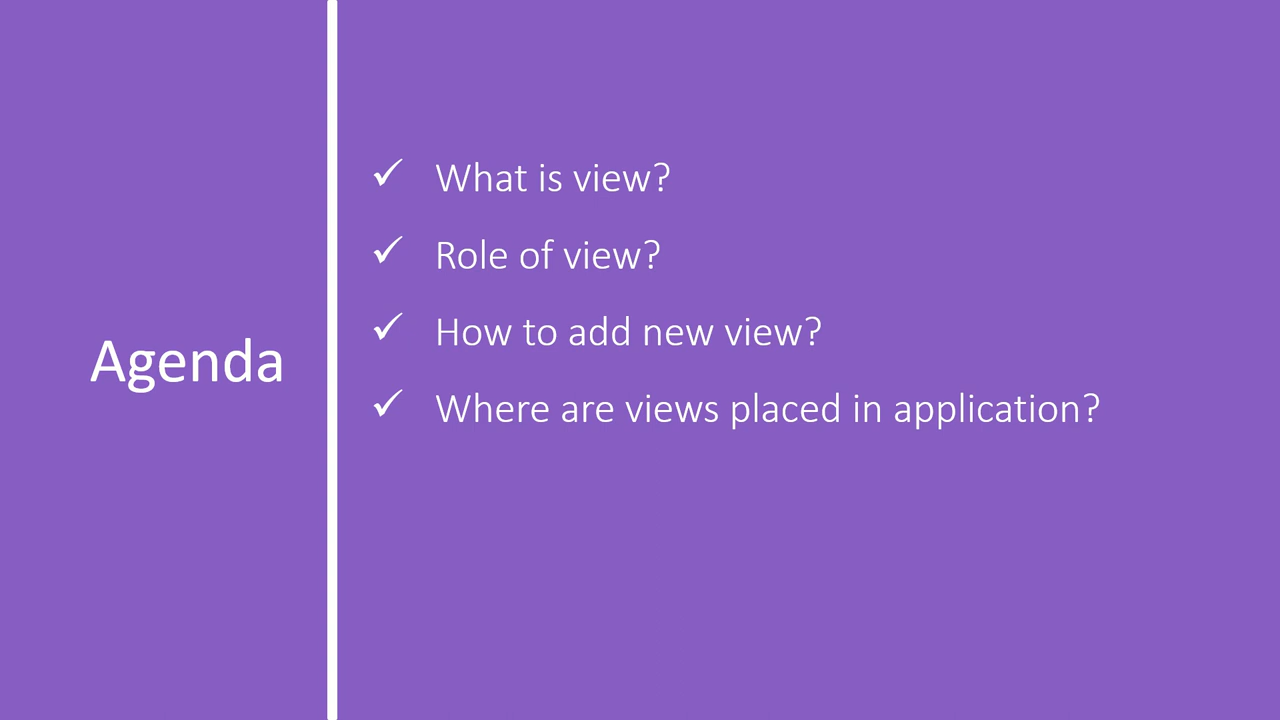 Agenda
✓ What is view?
✓ Role of view?
✓ How to add new view?
✓ Where are views placed in application?